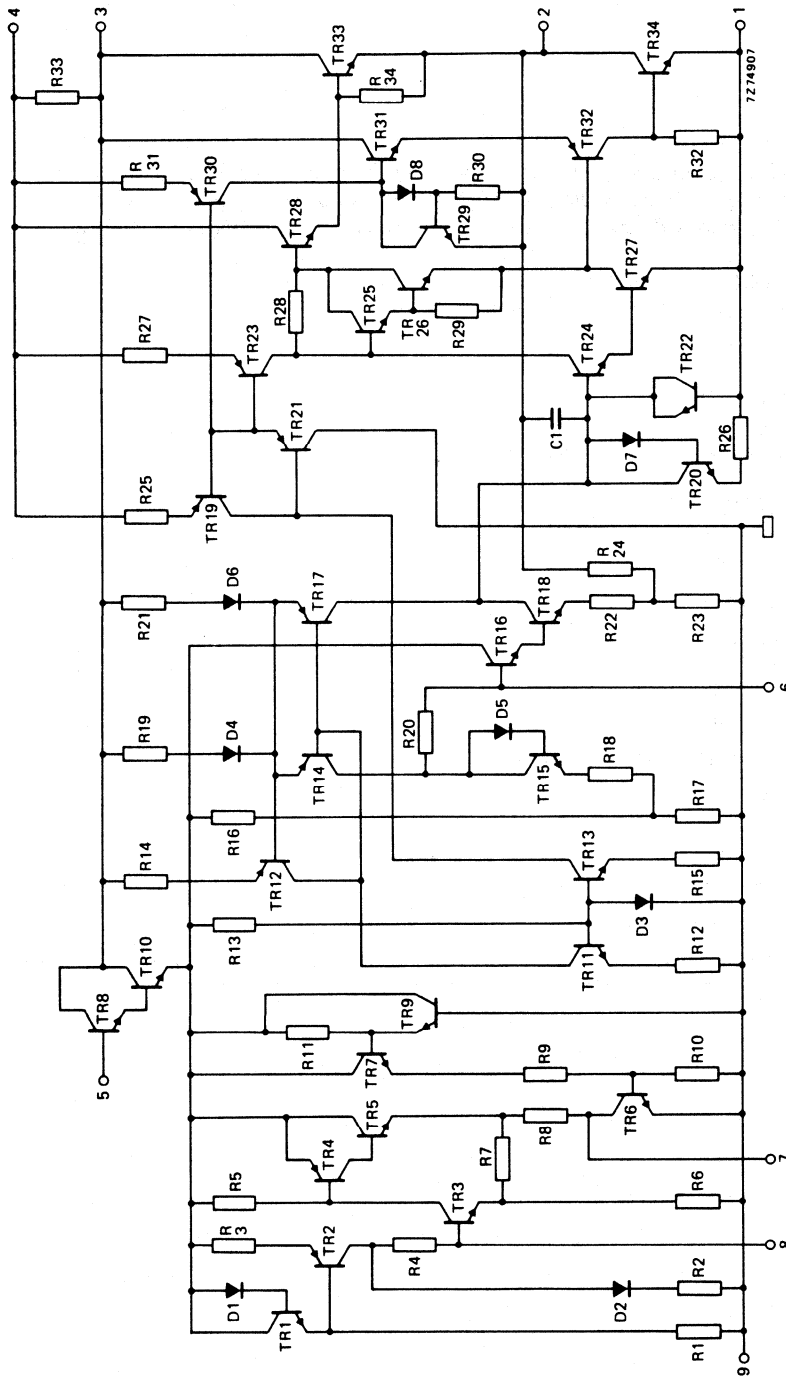 4
3
2
1
R33
TR33
R
34
TR34
7Z74907
R
31
TR30
TR31
TR32
R32
D8
R30
TR29
TR28
R28
TR25
TR
26
R29
TR27
R27
TR23
TR24
TR22
TR21
C1
D7
R26
TR20
R25
TR19
R
24
R21
D6
TR17
TR18
R22
R23
TR16
6
R19
D4
R20
D5
TR14
TR15
R18
R16
R17
R14
TR12
TR13
R15
R13
D3
TR11
R12
TR8
TR10
5
TR9
R11
TR7
R9
R10
TR5
R8
TR6
TR4
R7
7
R5
TR3
R6
R
3
TR2
R4
8
D1
D2
R2
TR1
R1
9